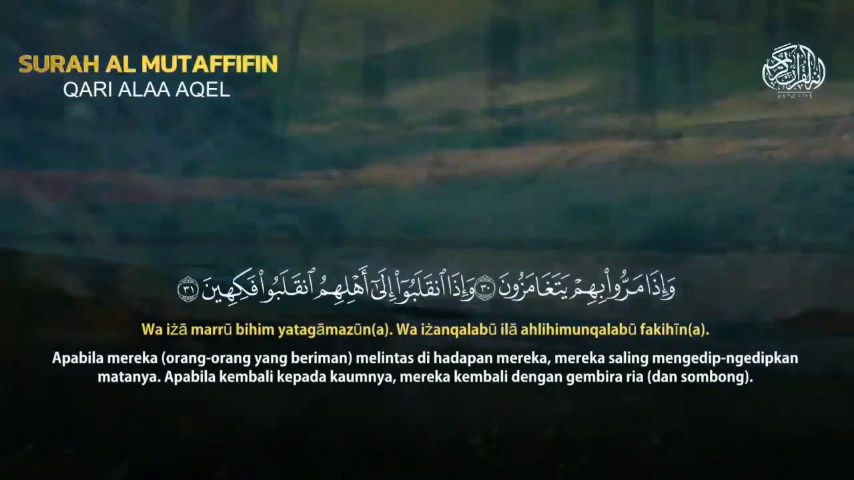 SURAH AL MUTAFFIFIN
QARI ALAA AQEL
وَإِذَا مَرُّوا۟ بِهِمْ يَتَغَامَزُونَ ٣٠ وَإِذَا ٱنقَلَبُوٓا۟ إِلَىٰٓ أَهْلِهِمُ ٱنقَلَبُوا۟ فَكِهِينَ ٣١
Wa iżā marrū bihim yatagāmazūn(a). Wa iżanqalabū ilā ahlihimunqalabū fakihīn(a).
Apabila mereka (orang-orang yang beriman) melintas di hadapan mereka, mereka saling mengedip-ngedipkan
matanya. Apabila kembali kepada kaumnya, mereka kembali dengan gembira ria (dan sombong).